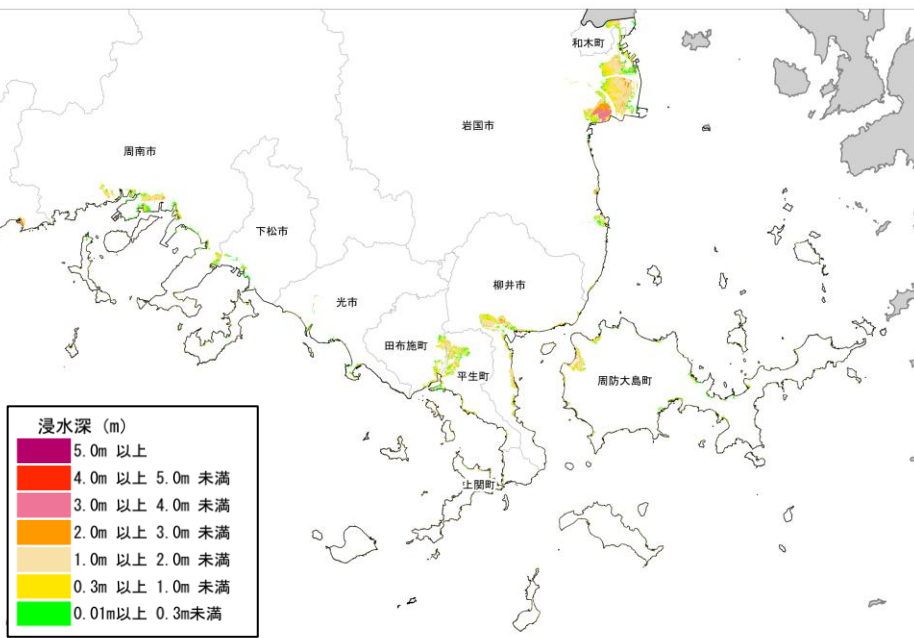 和木町
岩国市
周南市
下松市
柳井市
光市
田布施町
平生町
周防大島町
上関町
浸水深 (m)
5.0m 以上
4.0m 以上 5.0m 未満
3.0m 以上 4.0m 未満
2.0m 以上 3.0m 未満
1.0m 以上 2.0m 未満
0.3m 以上 1.0m 未満
0.01m以上 0.3m未満